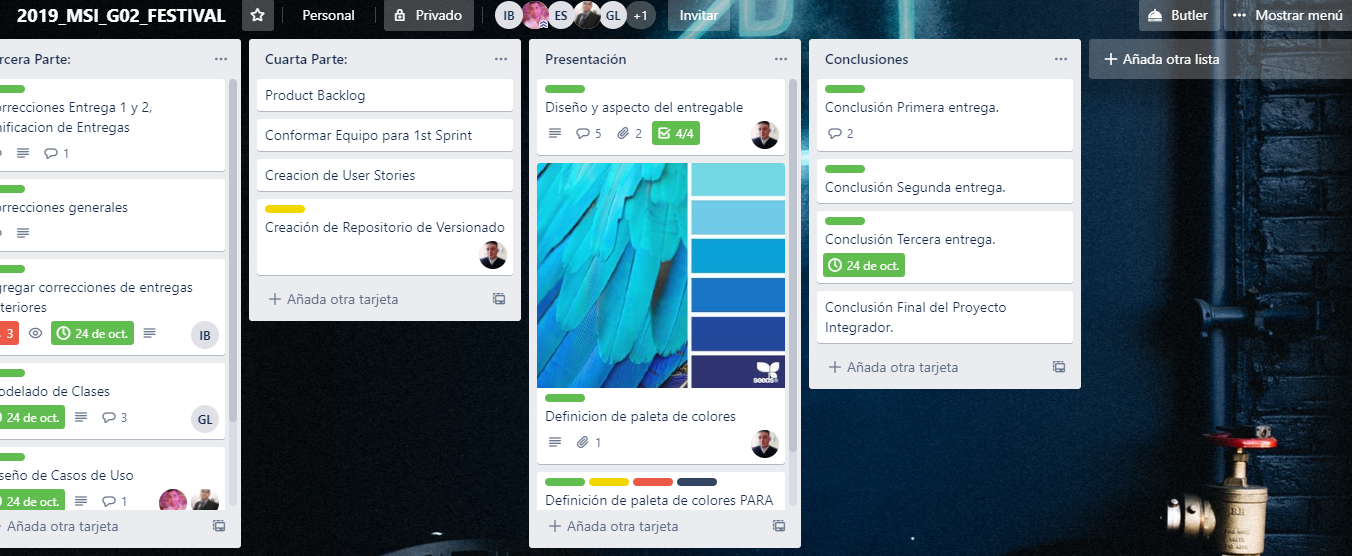 2019_MSI_G02_FESTIVAL
Personal
Privado
IB
ES
GL
+1
Invitar
Butler
Mostrar menú
rcera Parte:
orrecciones Entrega 1 y 2,
nificacion de Entregas
1
orrecciones generales
gregar correcciones de entregas
teriores
3
24 de oct.
IB
odelado de Clases
24 de oct.
3
GL
seño de Casos de Uso
24 de oct.
1
Añada otra tarjeta
Cuarta Parte:
Product Backlog
Conformar Equipo para 1st Sprint
Creacion de User Stories
Creación de Repositorio de Versionado
Añada otra tarjeta
Presentación
Diseño y aspecto del entregable
5
2
4/4
seeds
Definicion de paleta de colores
1
Definición de paleta de colores PARA
Añada otra tarjeta
Conclusiones
Conclusión Primera entrega.
2
Conclusión Segunda entrega.
Conclusión Tercera entrega.
24 de oct.
Conclusión Final del Proyecto
Integrador.
Añada otra tarjeta
Añada otra lista